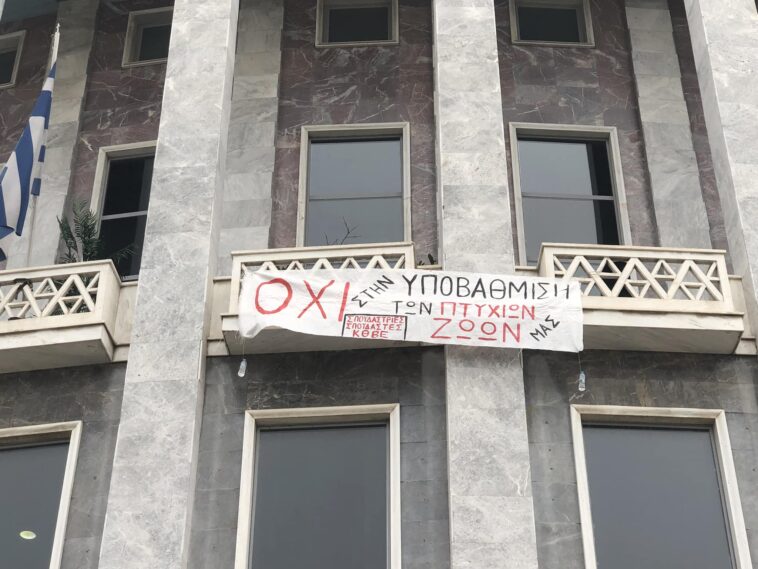 ΟΧΙ ΣΤΗΝ ΥΠΟΒΑΘΜΙΣΗ
ΤΩΝ ΠΤΥΧΙΩΝ
ΖΩΩΝ ΜΑΣ
ΣΠΟΥΔΑΣΤΡΙΕΣ
ΣΠΟΥΔΑΣΤΕΣ
ΚΘΒΕ